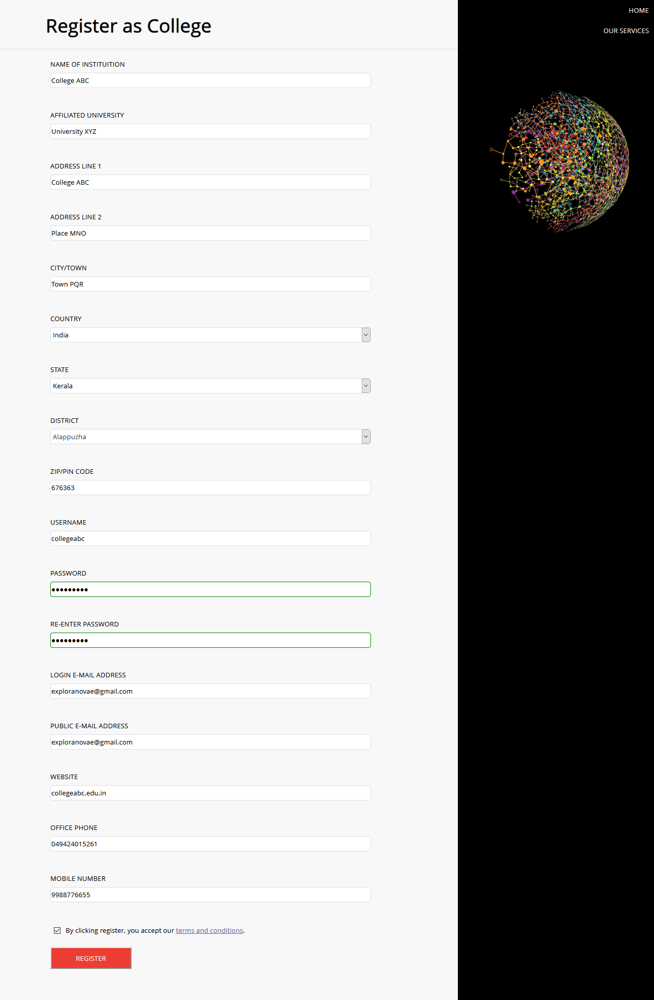 HOME
OUR SERVICES
Register as College
NAME OF INSTITUITION
College ABC
AFFILIATED UNIVERSITY
University XYZ
ADDRESS LINE 1
College ABC
ADDRESS LINE 2
Place MNO
CITY/TOWN
Town PQR
COUNTRY
India
STATE
Kerala
DISTRICT
Alappuzha
ZIP/PIN CODE
676363
USERNAME
collegeabc
PASSWORD
•••••••••
RE-ENTER PASSWORD
•••••••••
LOGIN E-MAIL ADDRESS
exploranovae@gmail.com
PUBLIC E-MAIL ADDRESS
exploranovae@gmail.com
WEBSITE
collegeabc.edu.in
OFFICE PHONE
049424015261
MOBILE NUMBER
9988776655
By clicking register, you accept our terms and conditions.
REGISTER